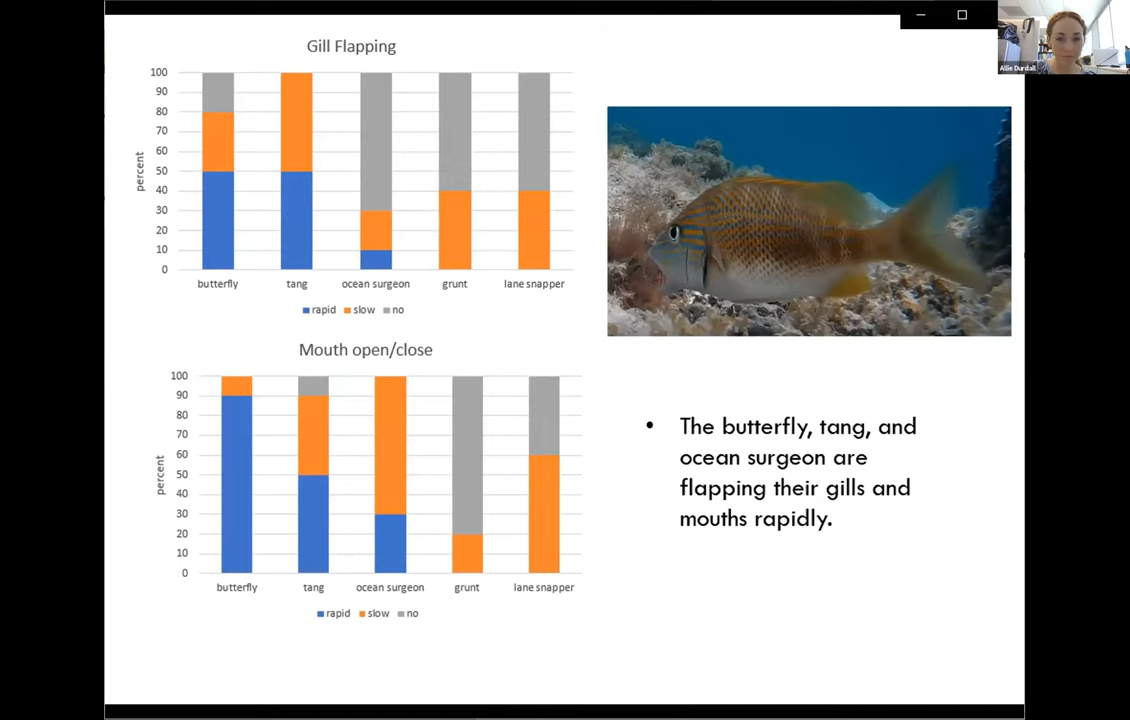 Allie Durdall
Gill Flapping
100
90
80
70
60
50
40
30
20
10
0
percent
butterfly tang ocean surgeon grunt lane snapper
rapid slow no
Mouth open/close
100
90
80
70
60
50
40
30
20
10
0
percent
butterfly tang ocean surgeon grunt lane snapper
rapid slow no
• The butterfly, tang, and
ocean surgeon are
flapping their gills and
mouths rapidly.